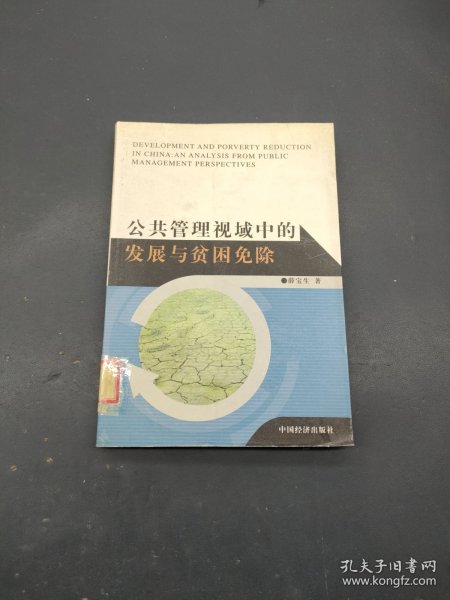 DEVELOPMENT AND PORVERTY REDUCTION
IN CHINA:AN ANALYSIS FROM PUBLIC
MANAGEMENT PERSPECTIVES
公共管理视域中的
发展与贫困免除
●薛宝生 著
中国经济出版社
孔夫子旧书网
www.kongfz.com